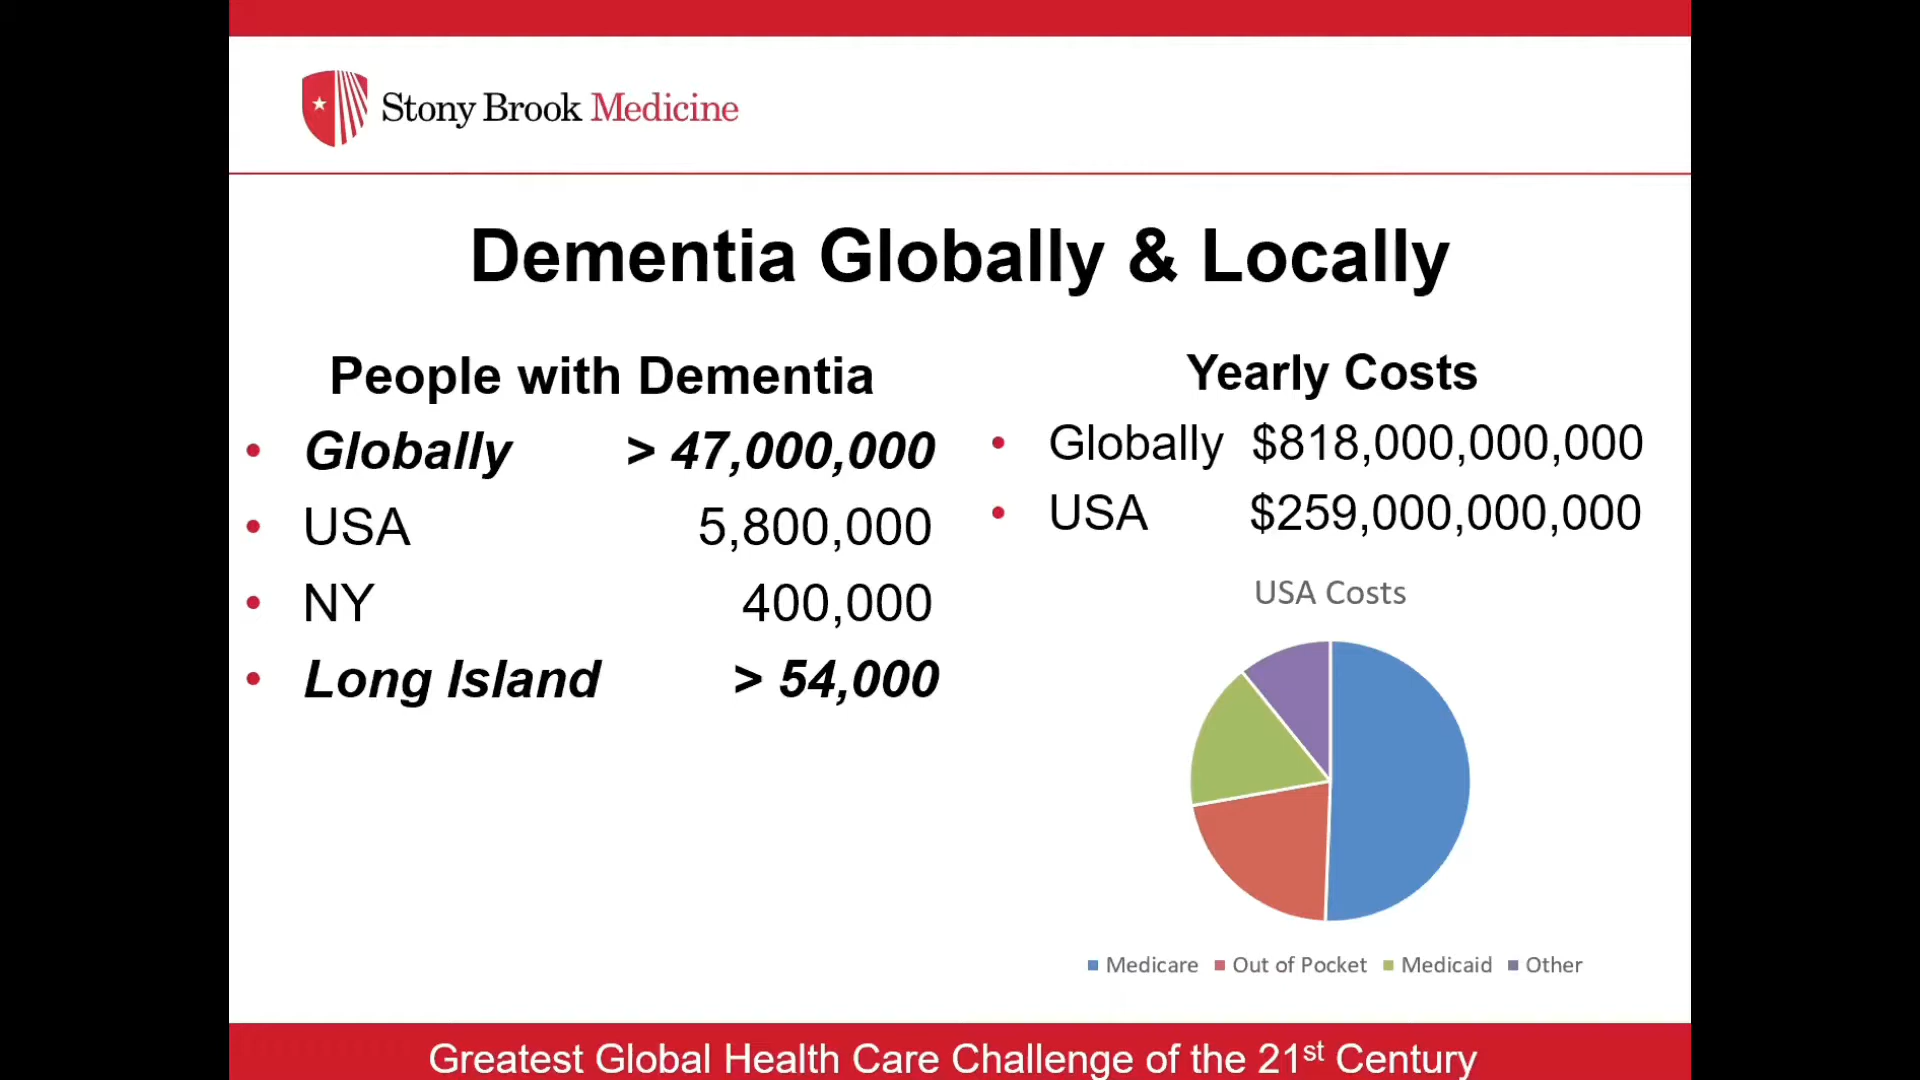 Stony Brook Medicine
Dementia Globally & Locally
People with Dementia
• Globally > 47,000,000
• USA 5,800,000
• NY 400,000
• Long Island > 54,000
Yearly Costs
• Globally $818,000,000,000
• USA $259,000,000,000
USA Costs
Medicare Out of Pocket Medicaid Other
Greatest Global Health Care Challenge of the 21st Century